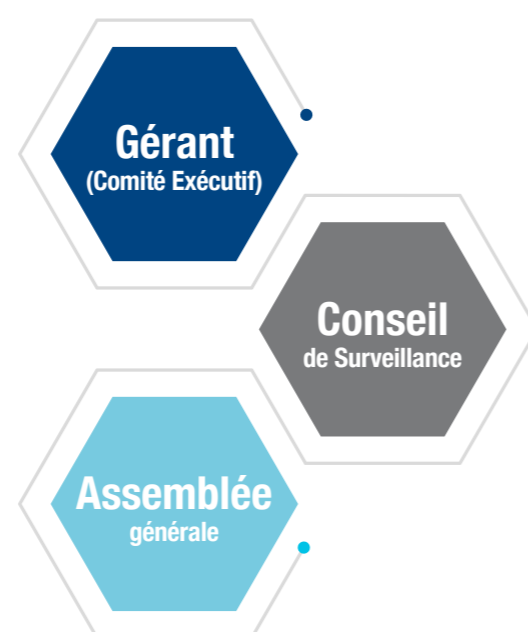 Gérant
(Comité Exécutif)
Conseil
de Surveillance
Assemblée
générale